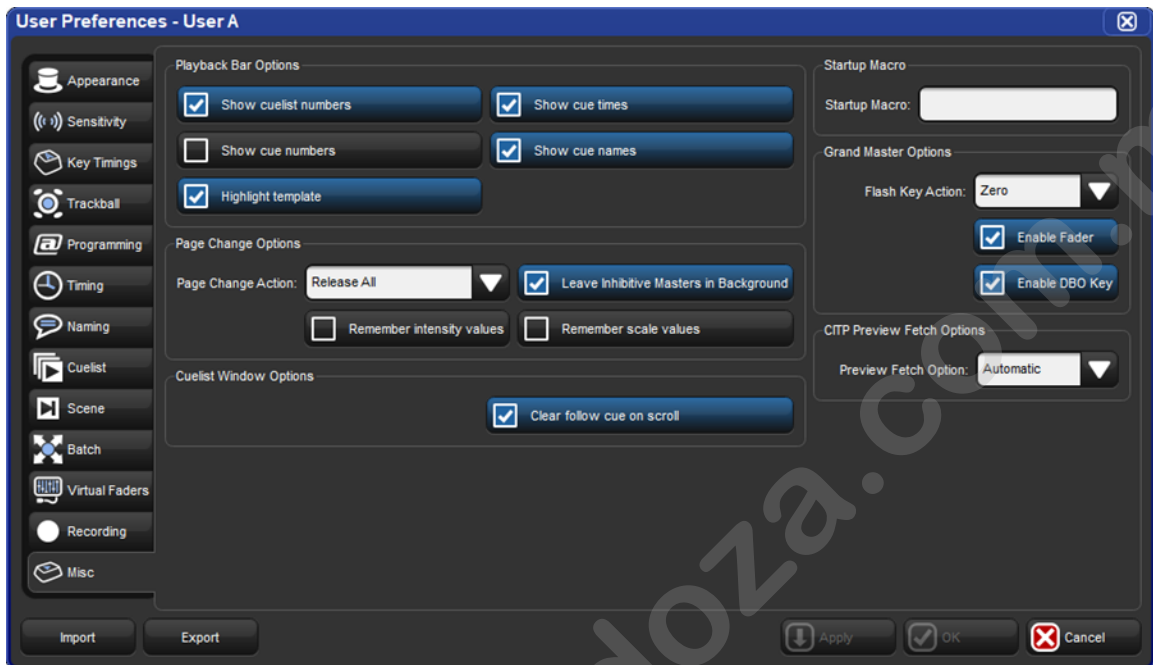 User Preferences - User A
Appearance
Sensitivity
Key Timings
Trackball
Programming
Timing
Naming
Cuelist
Scene
Batch
Virtual Faders
Recording
Misc
Playback Bar Options
Show cuelist numbers
Show cue times
Show cue numbers
Show cue names
Highlight template
Page Change Options
Page Change Action: Release All
Leave Inhibitive Masters in Background
Remember intensity values
Remember scale values
Cuelist Window Options
Clear follow cue on scroll
Startup Macro
Startup Macro:
Grand Master Options
Flash Key Action: Zero
Enable Fader
Enable DBO Key
CITP Preview Fetch Options
Preview Fetch Option: Automatic
Import
Export
Apply
OK
Cancel
doza.com